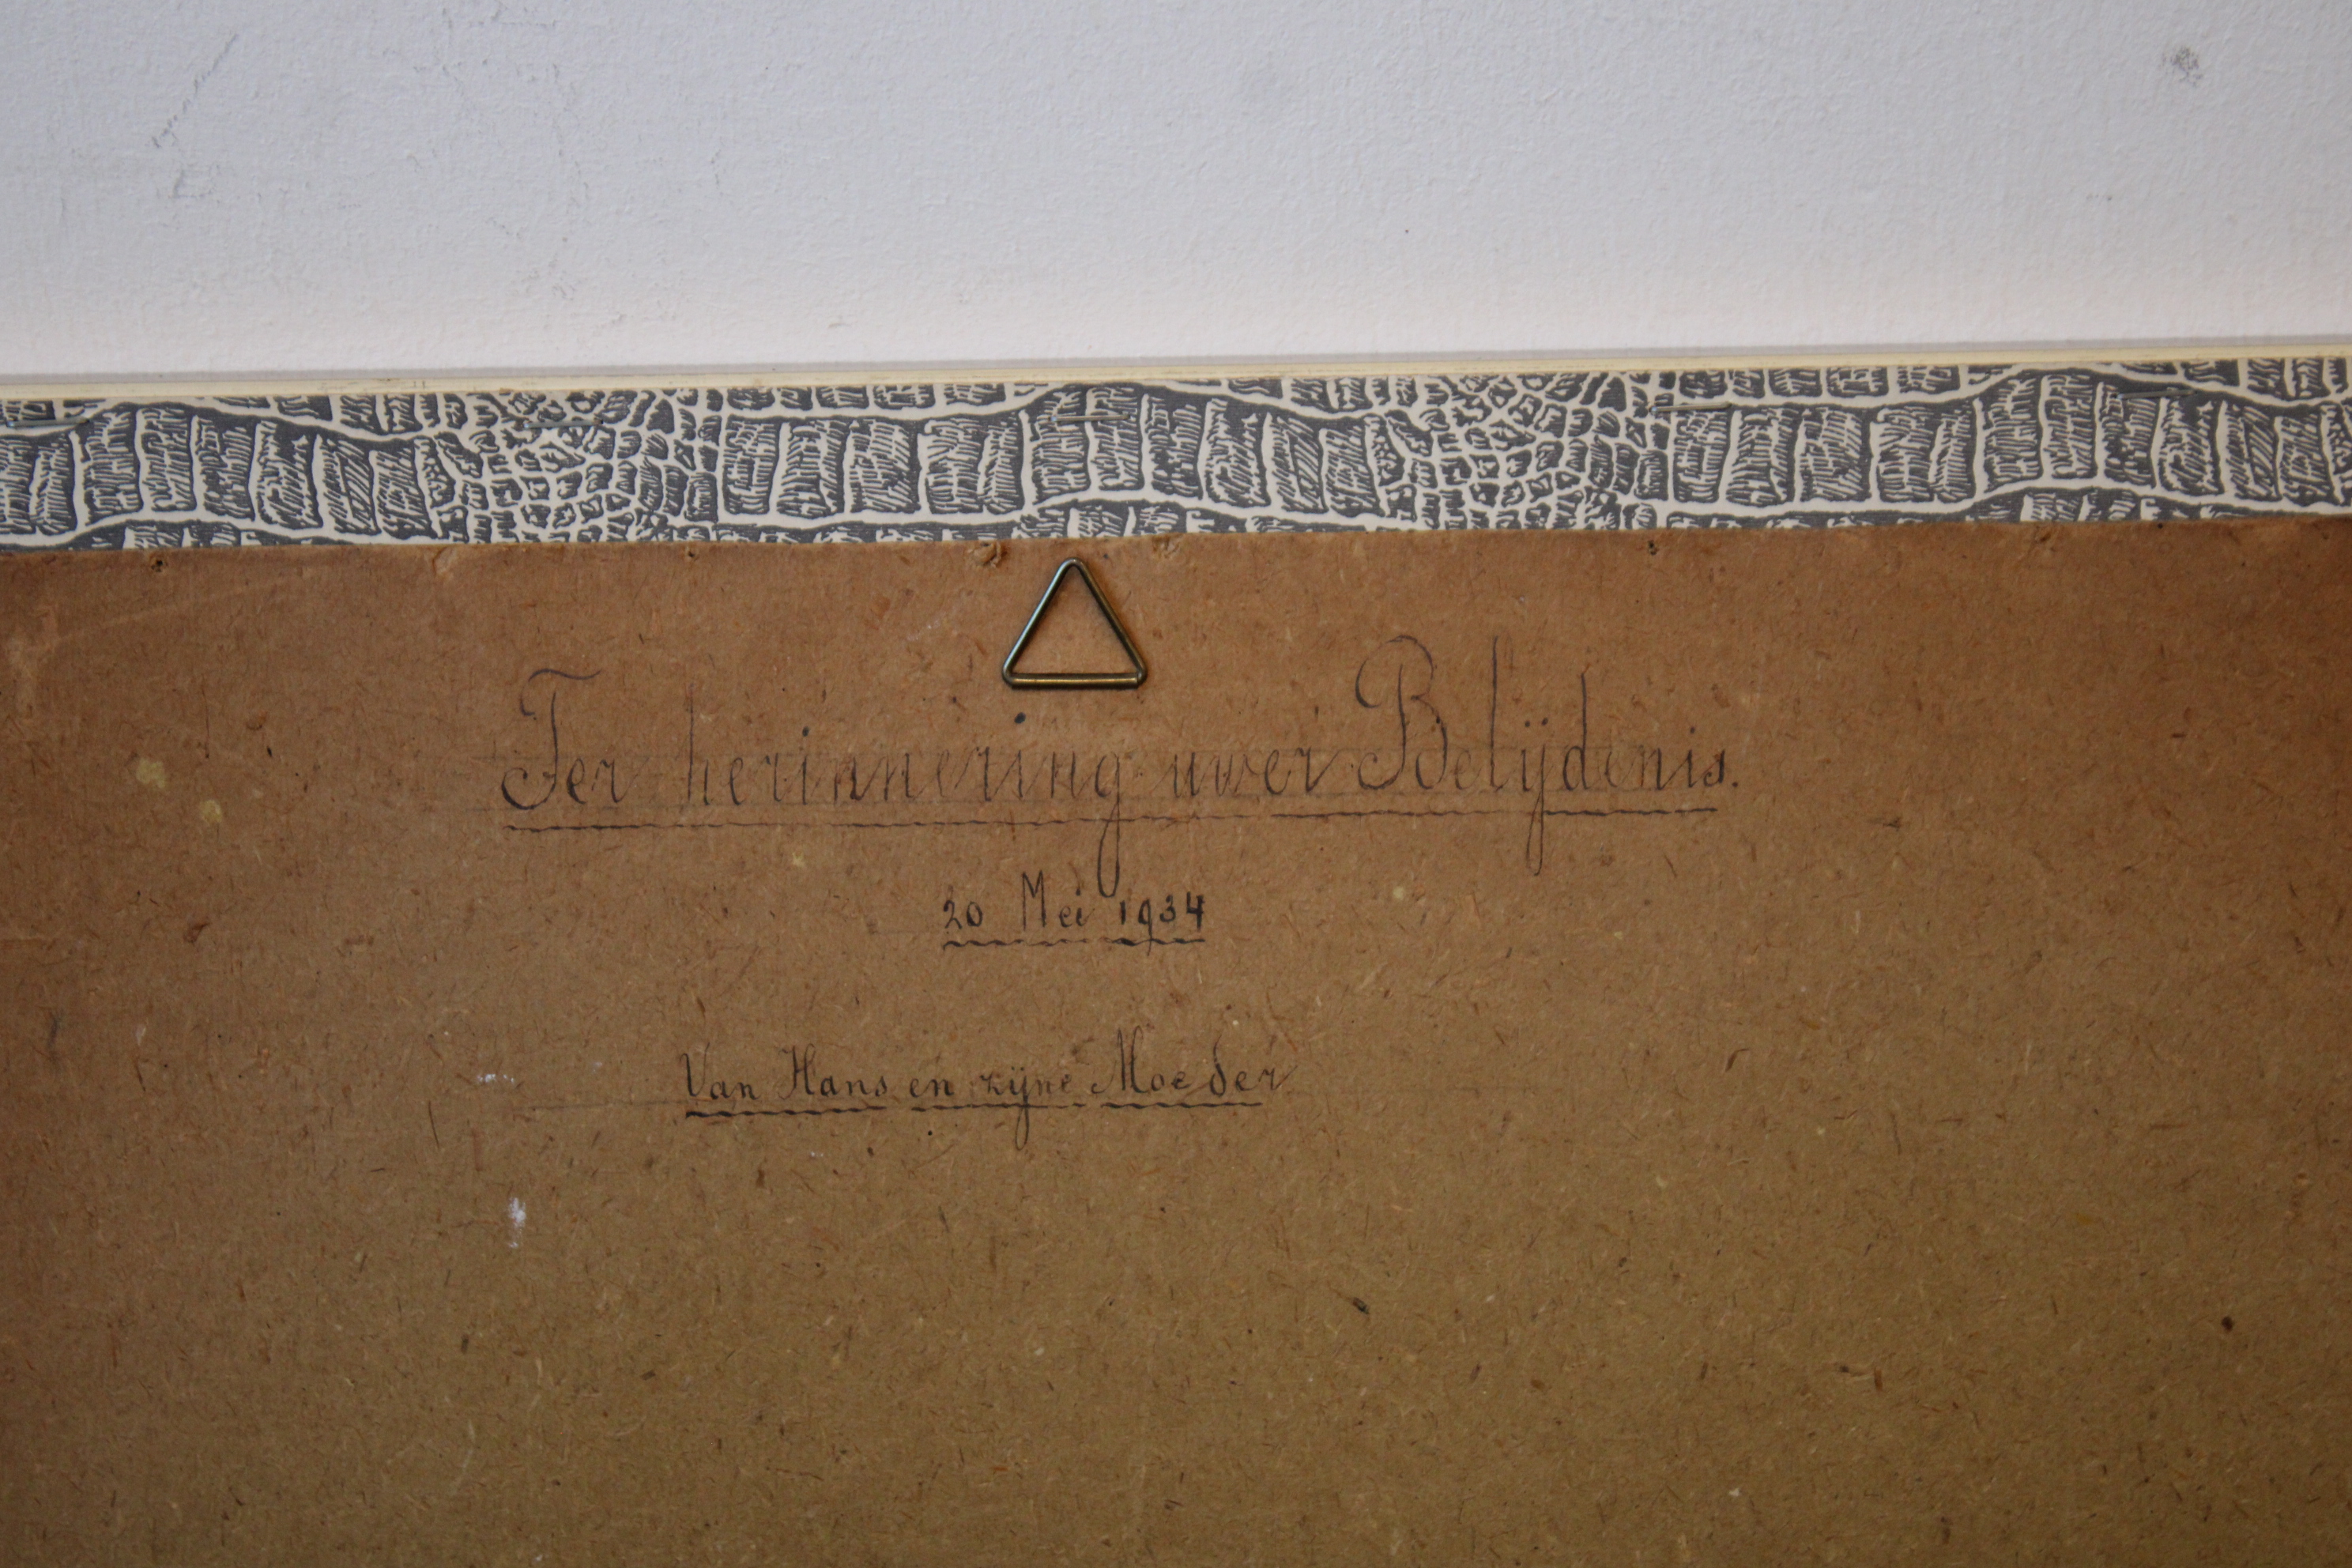 Ter herinnering uwer Belijdenis.
20 Mei 1934
Van Hans en zijne Moeder